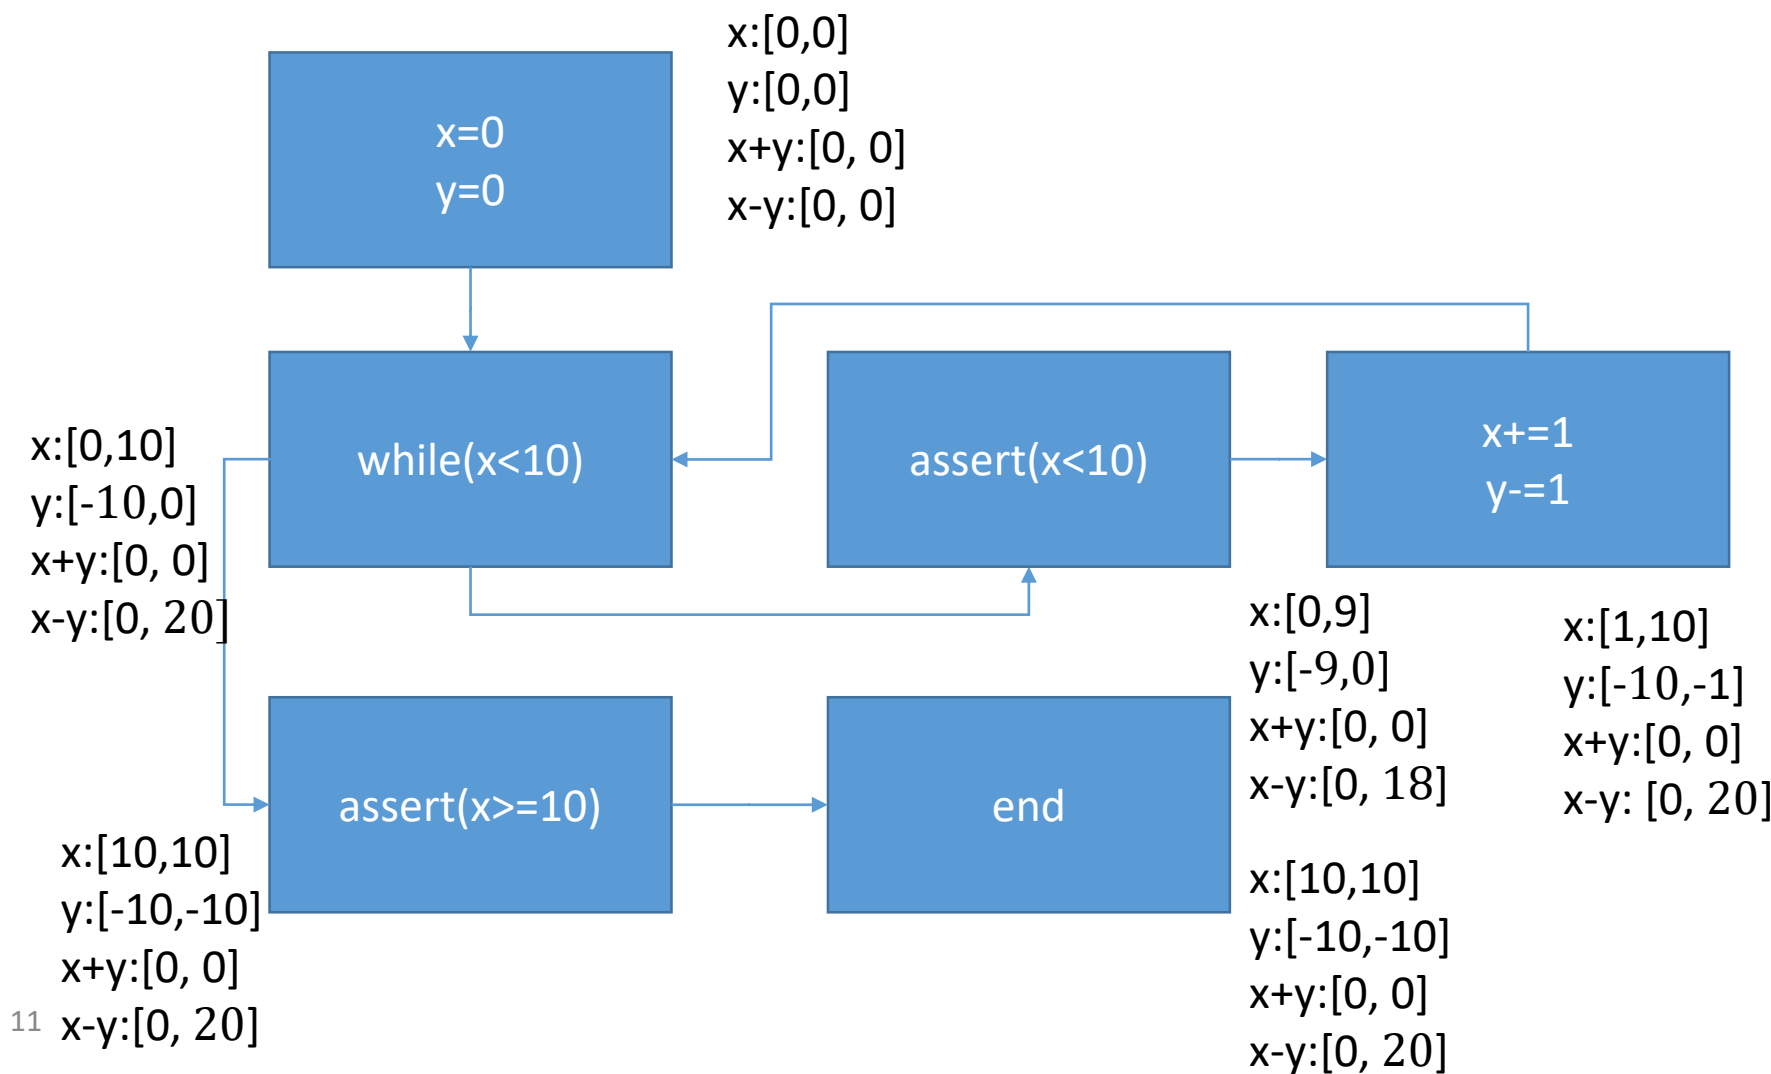 x=0
y=0
x:[0,0]
y:[0,0]
x+y:[0, 0]
x-y:[0, 0]
x:[0,10]
y:[-10,0]
x+y:[0, 0]
x-y:[0, 20]
while(x<10)
assert(x<10)
x+=1
y-=1
x:[0,9]
y:[-9,0]
x+y:[0, 0]
x-y:[0, 18]
x:[1,10]
y:[-10,-1]
x+y:[0, 0]
x-y: [0, 20]
assert(x>=10)
end
x:[10,10]
y:[-10,-10]
x+y:[0, 0]
x-y:[0, 20]
x:[10,10]
y:[-10,-10]
x+y:[0, 0]
x-y:[0, 20]
11